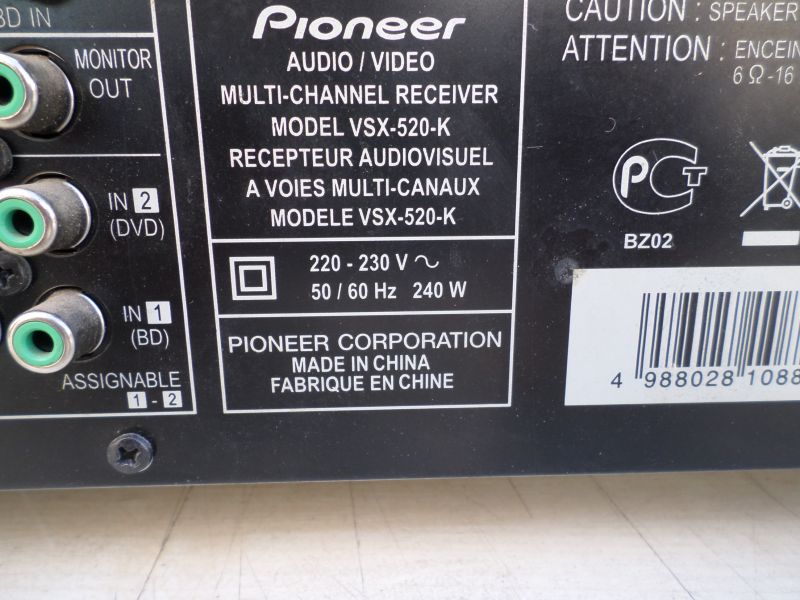 BD IN
MONITOR
OUT
IN 2
(DVD)
IN 1
(BD)
ASSIGNABLE
1 - 2
Pioneer
AUDIO / VIDEO
MULTI-CHANNEL RECEIVER
MODEL VSX-520-K
RECEPTEUR AUDIOVISUEL
A VOIES MULTI-CANAUX
MODELE VSX-520-K
220 - 230 V ~
50 / 60 Hz 240 W
PIONEER CORPORATION
MADE IN CHINA
FABRIQUE EN CHINE
CAUTION : SPEAKER
ATTENTION :
6 Ω -16
PCT
BZ02
4 988028 1088